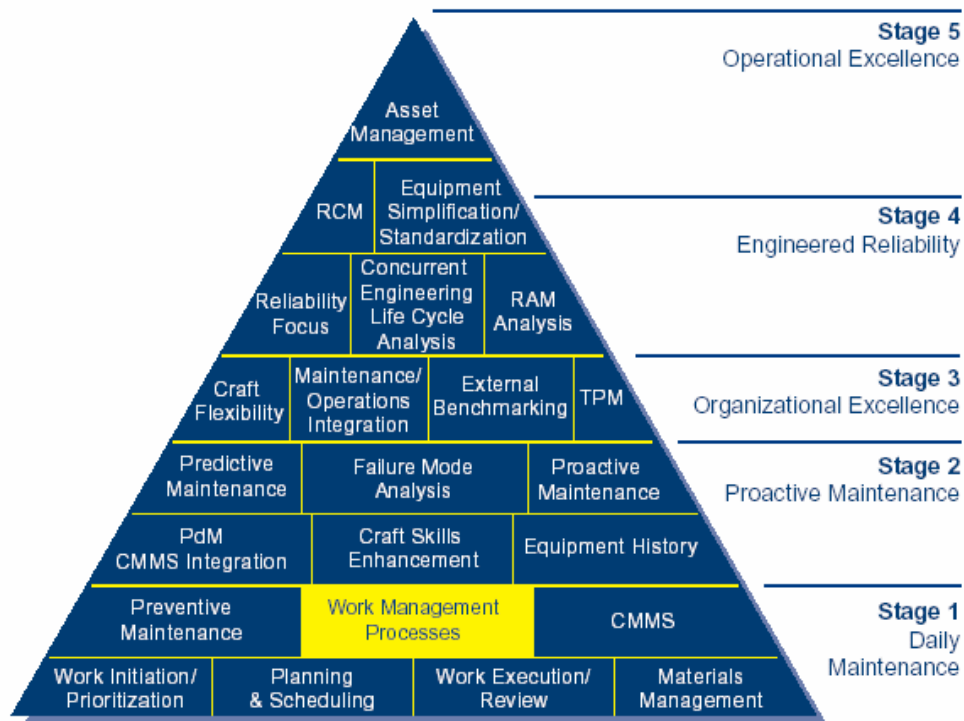 Stage 5
Operational Excellence
Asset
Management
RCM
Equipment
Simplification/
Standardization
Stage 4
Engineered Reliability
Reliability
Focus
Concurrent
Engineering
Life Cycle
Analysis
RAM
Analysis
Craft
Flexibility
Maintenance/
Operations
Integration
External
Benchmarking
TPM
Stage 3
Organizational Excellence
Predictive
Maintenance
Failure Mode
Analysis
Proactive
Maintenance
Stage 2
Proactive Maintenance
PdM
CMMS Integration
Craft Skills
Enhancement
Equipment History
Preventive
Maintenance
Work Management
Processes
CMMS
Stage 1
Daily
Maintenance
Work Initiation/
Prioritization
Planning
& Scheduling
Work Execution/
Review
Materials
Management